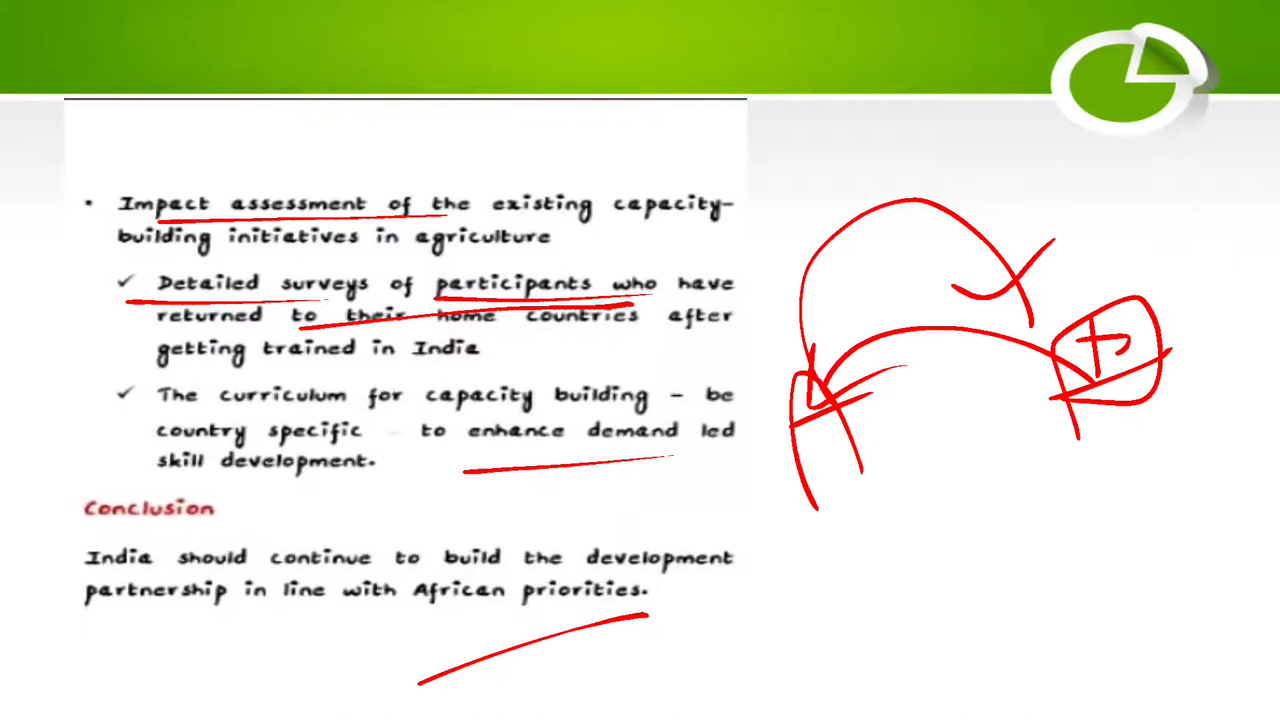 • Impact assessment of the existing capacity-
building initiatives in agriculture
✓ Detailed surveys of participants who have
returned to their home countries after
getting trained in India
✓ The curriculum for capacity building - be
country specific - to enhance demand led
skill development.
Conclusion
India should continue to build the development
partnership in line with African priorities.